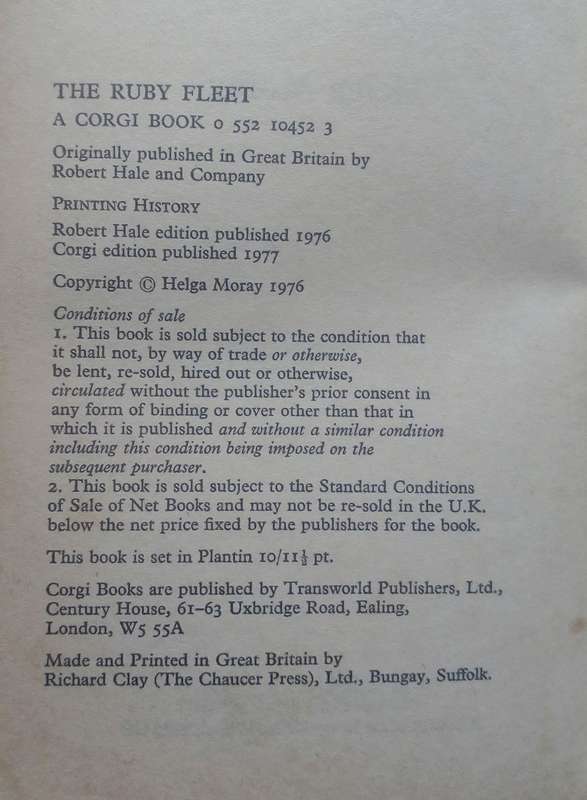 THE RUBY FLEET
A CORGI BOOK 0 552 10452 3
Originally published in Great Britain by
Robert Hale and Company
PRINTING HISTORY
Robert Hale edition published 1976
Corgi edition published 1977
Copyright © Helga Moray 1976
Conditions of sale
1. This book is sold subject to the condition that
it shall not, by way of trade or otherwise,
be lent, re-sold, hired out or otherwise,
circulated without the publisher's prior consent in
any form of binding or cover other than that in
which it is published and without a similar condition
including this condition being imposed on the
subsequent purchaser.
2. This book is sold subject to the Standard Conditions
of Sale of Net Books and may not be re-sold in the U.K.
below the net price fixed by the publishers for the book.
This book is set in Plantin 10/11½ pt.
Corgi Books are published by Transworld Publishers, Ltd.,
Century House, 61–63 Uxbridge Road, Ealing,
London, W5 55A
Made and Printed in Great Britain by
Richard Clay (The Chaucer Press), Ltd., Bungay, Suffolk.